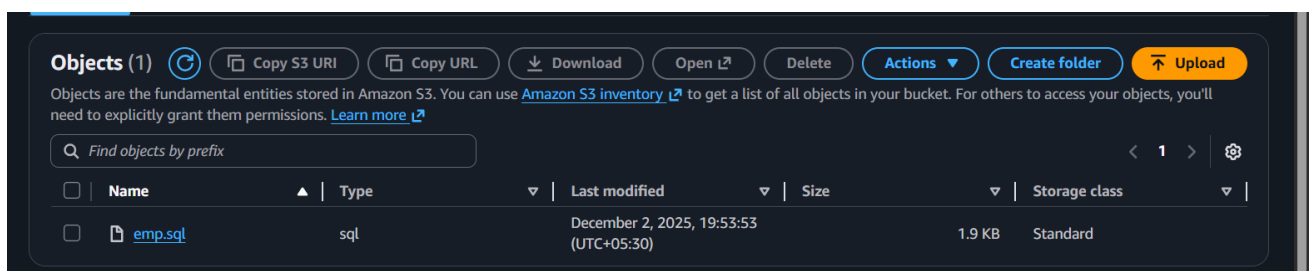 Objects (1) Copy S3 URI Copy URL Download Open Delete Actions Create folder Upload
Objects are the fundamental entities stored in Amazon S3. You can use Amazon S3 inventory to get a list of all objects in your bucket. For others to access your objects, you'll
need to explicitly grant them permissions. Learn more
Find objects by prefix 1
Name Type Last modified Size Storage class
emp.sql sql December 2, 2025, 19:53:53 1.9 KB Standard
(UTC+05:30)